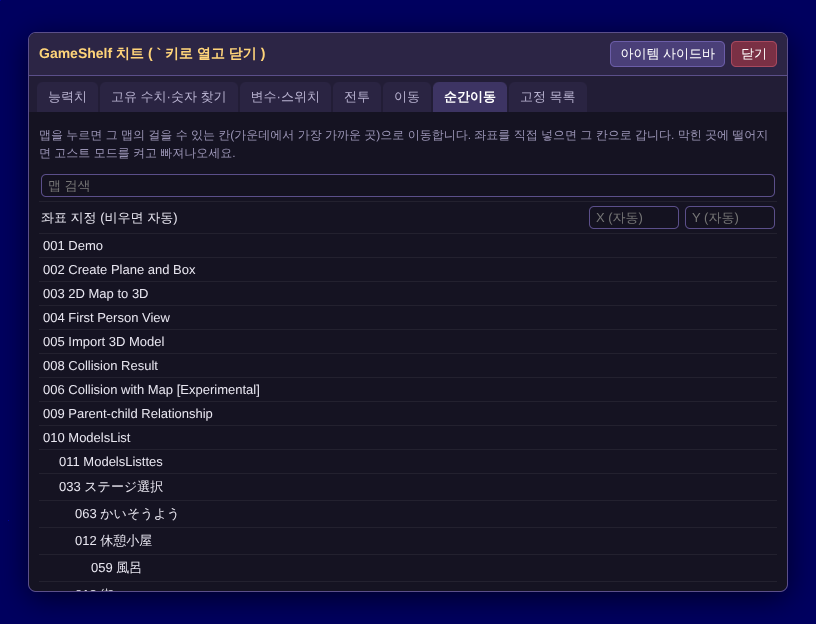 GameShelf 치트 ( ` 키로 열고 닫기 )
아이템 사이드바
닫기
능력치
고유 수치·숫자 찾기
변수·스위치
전투
이동
순간이동
고정 목록
맵을 누르면 그 맵의 걸을 수 있는 칸(가운데에서 가장 가까운 곳)으로 이동합니다. 좌표를 직접 넣으면 그 칸으로 갑니다. 막힌 곳에 떨어지
면 고스트 모드를 켜고 빠져나오세요.
맵 검색
좌표 지정 (비우면 자동)
X (자동)
Y (자동)
001 Demo
002 Create Plane and Box
003 2D Map to 3D
004 First Person View
005 Import 3D Model
008 Collision Result
006 Collision with Map [Experimental]
009 Parent-child Relationship
010 ModelsList
011 ModelsListtes
033 ステージ選択
063 かいそうよう
012 休憩小屋
059 風呂